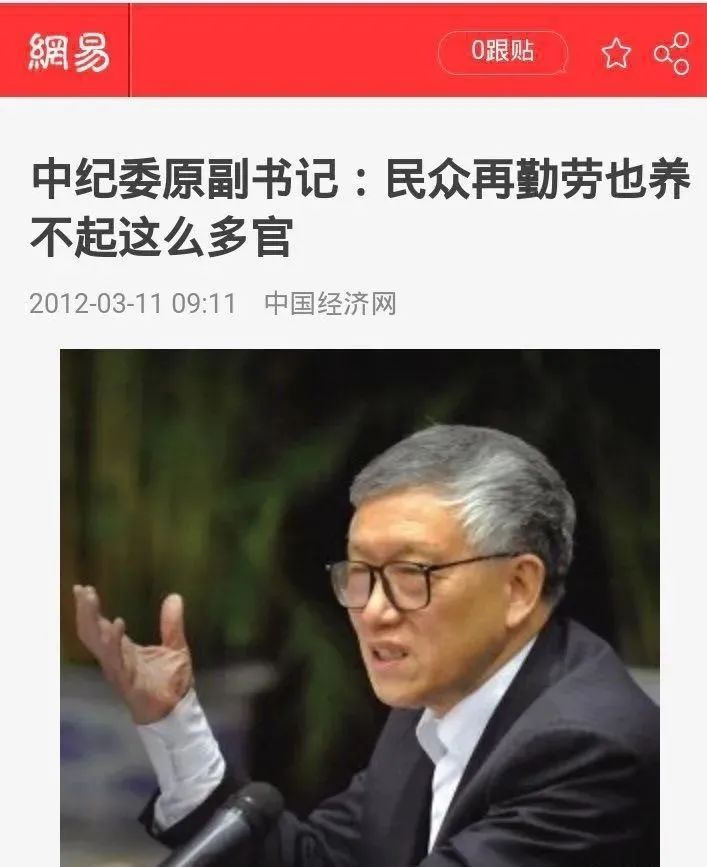 網易
0跟贴
中纪委原副书记：民众再勤劳也养
不起这么多官
2012-03-11 09:11 中国经济网